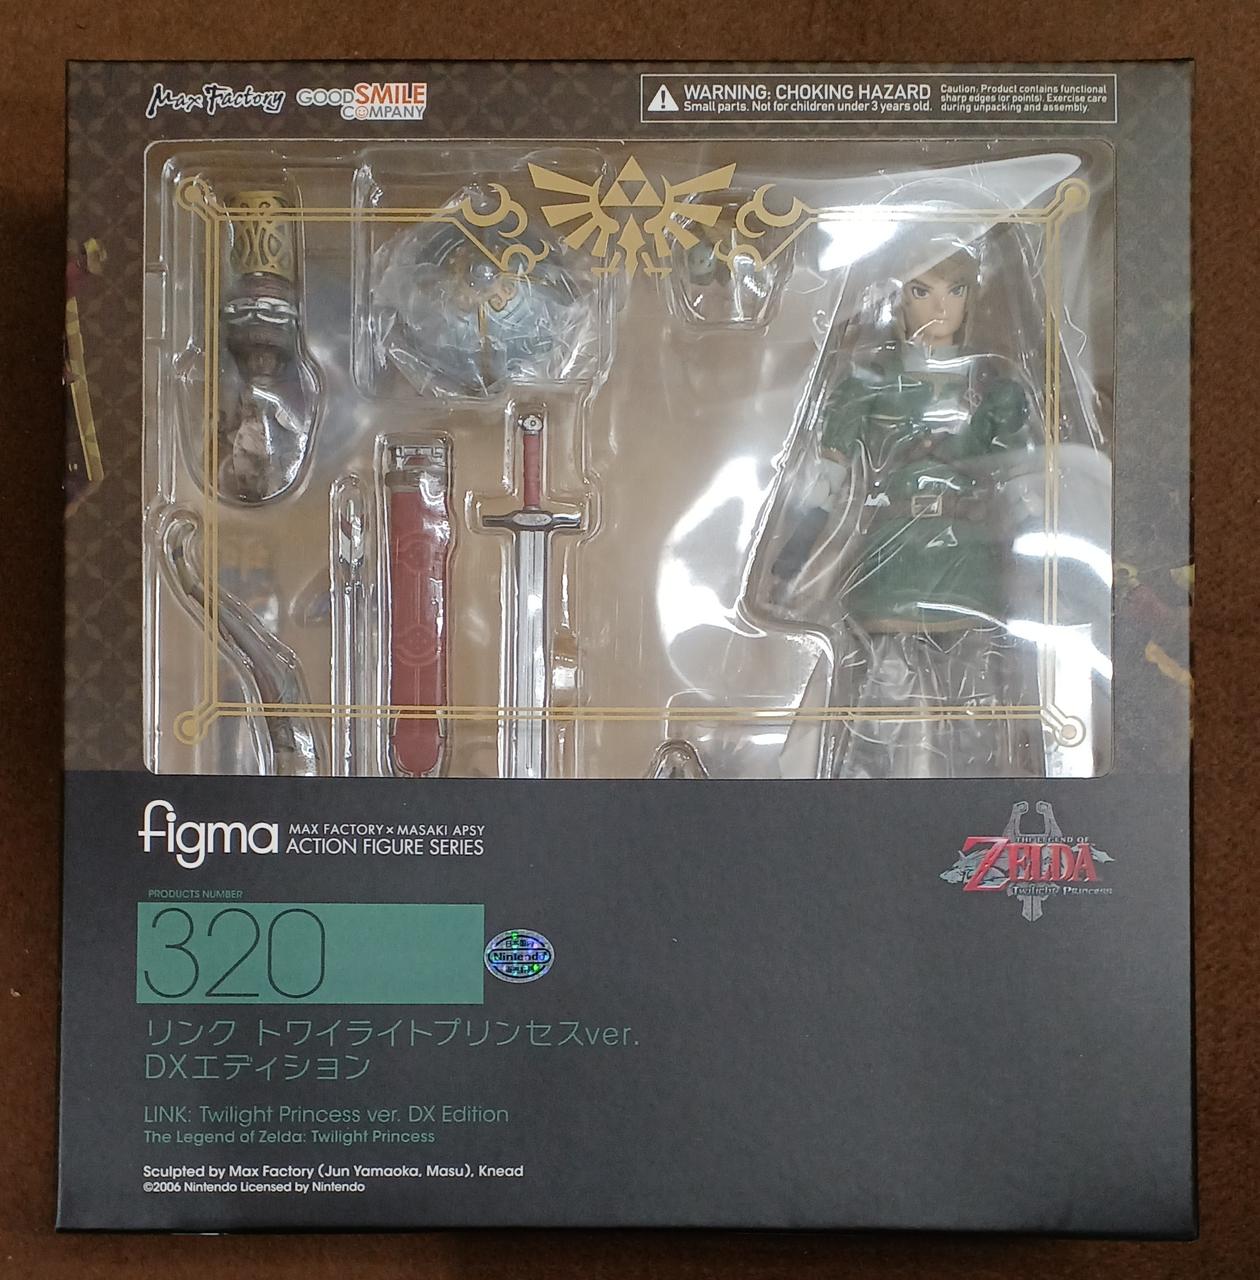 Max Factory
GOODSMILE
COMPANY
WARNING: CHOKING HAZARD
Small parts. Not for children under 3 years old.
Caution: Product contains functional
sharp edges (or points). Exercise care
during unpacking and assembly.
figma
MAX FACTORY×MASAKI APSY
ACTION FIGURE SERIES
THE LEGEND OF
ZELDA
Twilight Princess
PRODUCTS NUMBER
320
Nintendo
リンク トワイライトプリンセスver.
DXエディション
LINK: Twilight Princess ver. DX Edition
The Legend of Zelda: Twilight Princess
Sculpted by Max Factory (Jun Yamaoka, Masu), Knead
©2006 Nintendo Licensed by Nintendo